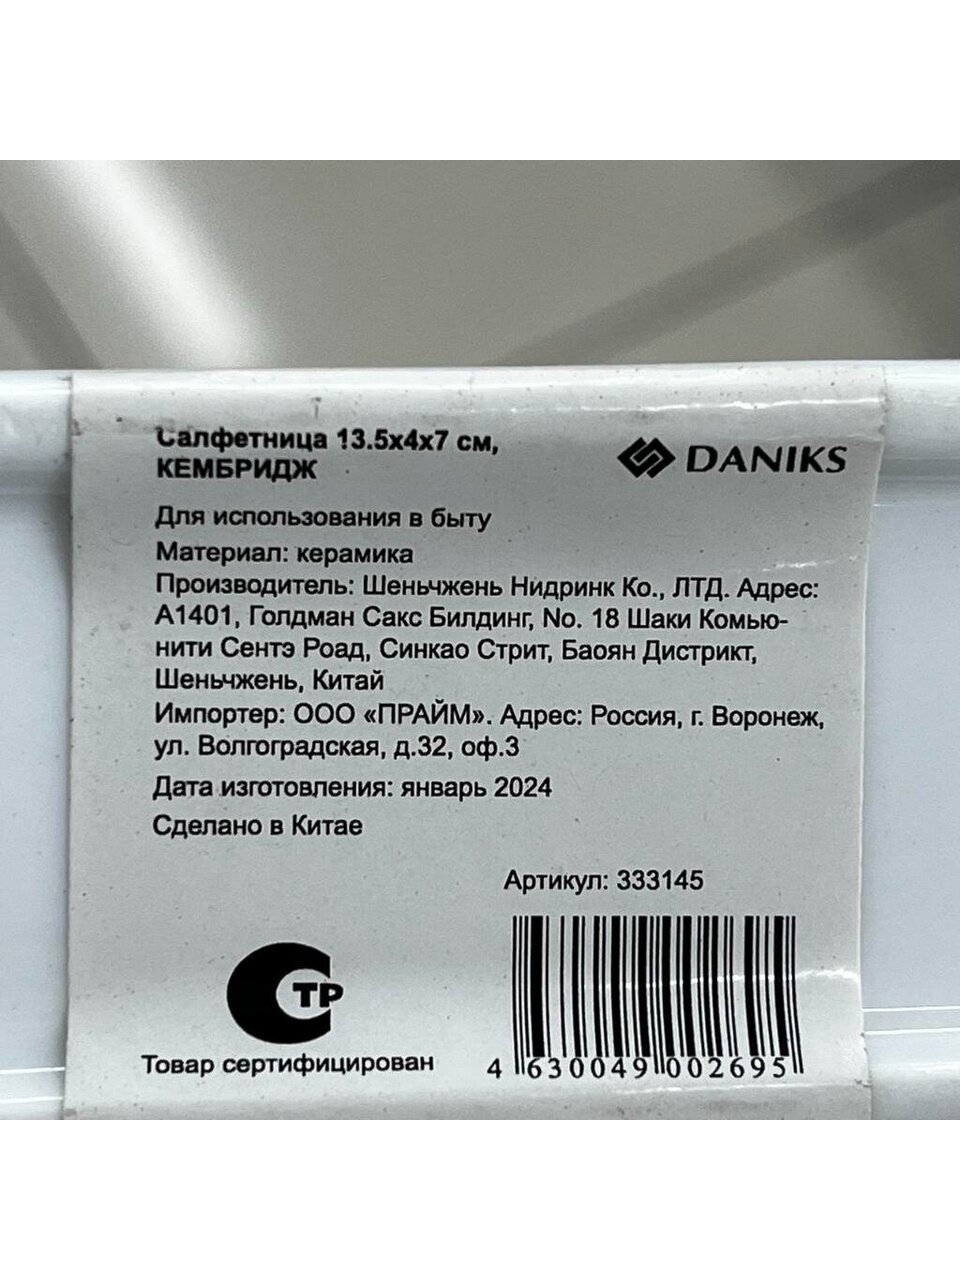 Салфетница 13.5х4х7 см,
КЕМБРИДЖ
DANIKS
Для использования в быту
Материал: керамика
Производитель: Шеньчжень Нидринк Ко., ЛТД. Адрес:
А1401, Голдман Сакс Билдинг, No. 18 Шаки Комью-
нити Сентэ Роад, Синкао Стрит, Баоян Дистрикт,
Шеньчжень, Китай
Импортер: ООО «ПРАЙМ». Адрес: Россия, г. Воронеж,
ул. Волгоградская, д.32, оф.3
Дата изготовления: январь 2024
Сделано в Китае
Артикул: 333145
СТР
Товар сертифицирован
4 630049 002695